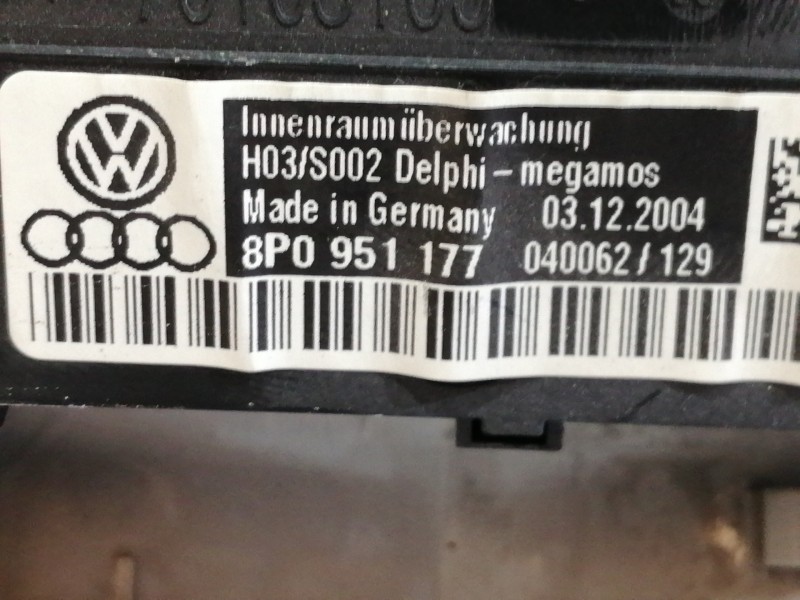 Innenraumüberwachung
H03/S002 Delphi - megamos
Made in Germany 03.12.2004
8P0 951 177 040062 / 129